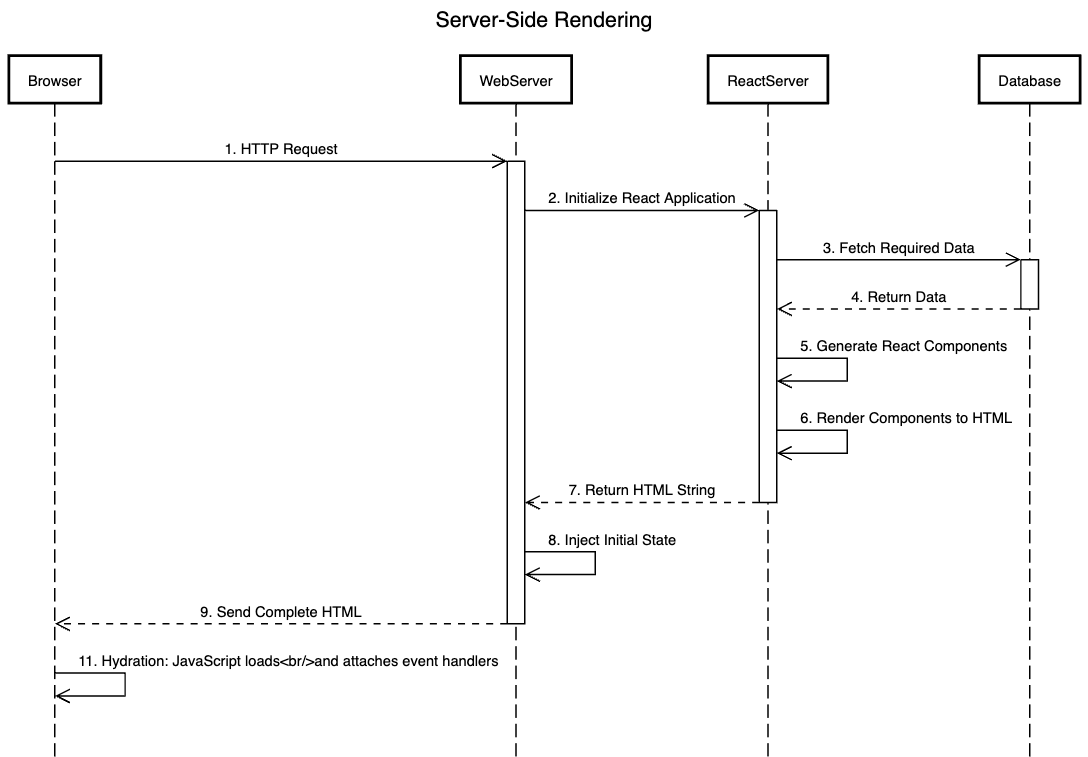 Server-Side Rendering
Browser
WebServer
ReactServer
Database
1. HTTP Request
2. Initialize React Application
3. Fetch Required Data
4. Return Data
5. Generate React Components
6. Render Components to HTML
7. Return HTML String
8. Inject Initial State
9. Send Complete HTML
11. Hydration: JavaScript loads<br/>and attaches event handlers